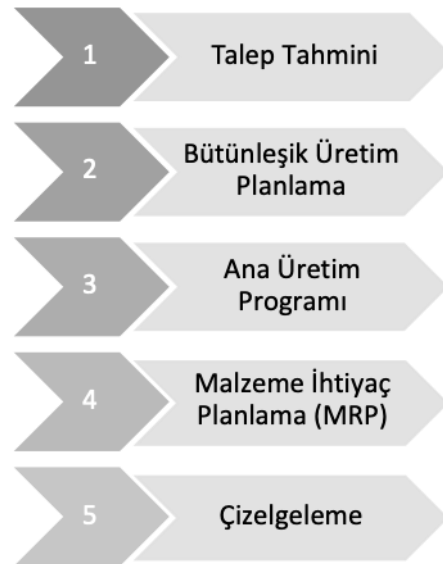 1
Talep Tahmini
2
Bütünleşik Üretim
Planlama
3
Ana Üretim
Programı
4
Malzeme İhtiyaç
Planlama (MRP)
5
Çizelgeleme